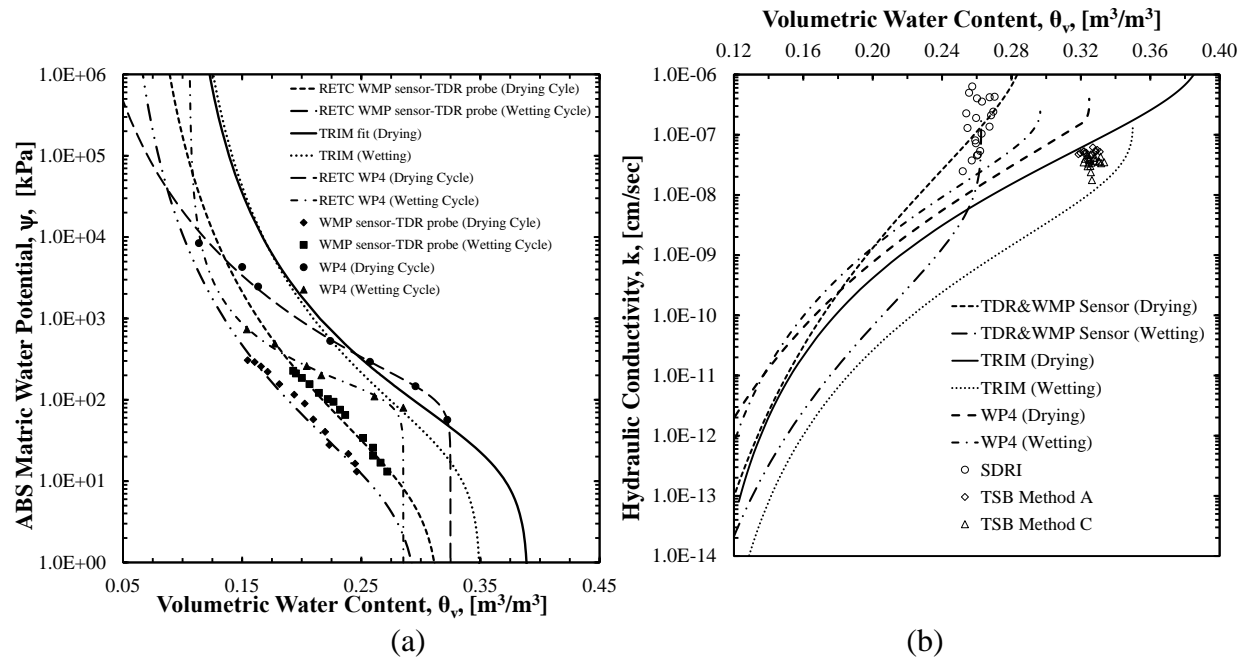 ABS Matric Water Potential, ψ, [kPa]
1.0E+06
1.0E+05
1.0E+04
1.0E+03
1.0E+02
1.0E+01
1.0E+00
0.05 0.15 0.25 0.35 0.45
Volumetric Water Content, θv, [m³/m³]
RETC WMP sensor-TDR probe (Drying Cyle)
RETC WMP sensor-TDR probe (Wetting Cycle)
TRIM fit (Drying)
TRIM (Wetting)
RETC WP4 (Drying Cycle)
RETC WP4 (Wetting Cycle)
WMP sensor-TDR probe (Drying Cycle)
WMP sensor-TDR probe (Wetting Cycle)
WP4 (Drying Cycle)
WP4 (Wetting Cycle)
(a)
Volumetric Water Content, θv, [m³/m³]
0.12 0.16 0.20 0.24 0.28 0.32 0.36 0.40
Hydraulic Conductivity, k, [cm/sec]
1.0E-06
1.0E-07
1.0E-08
1.0E-09
1.0E-10
1.0E-11
1.0E-12
1.0E-13
1.0E-14
TDR&WMP Sensor (Drying)
TDR&WMP Sensor (Wetting)
TRIM (Drying)
TRIM (Wetting)
WP4 (Drying)
WP4 (Wetting)
SDRI
TSB Method A
TSB Method C
(b)